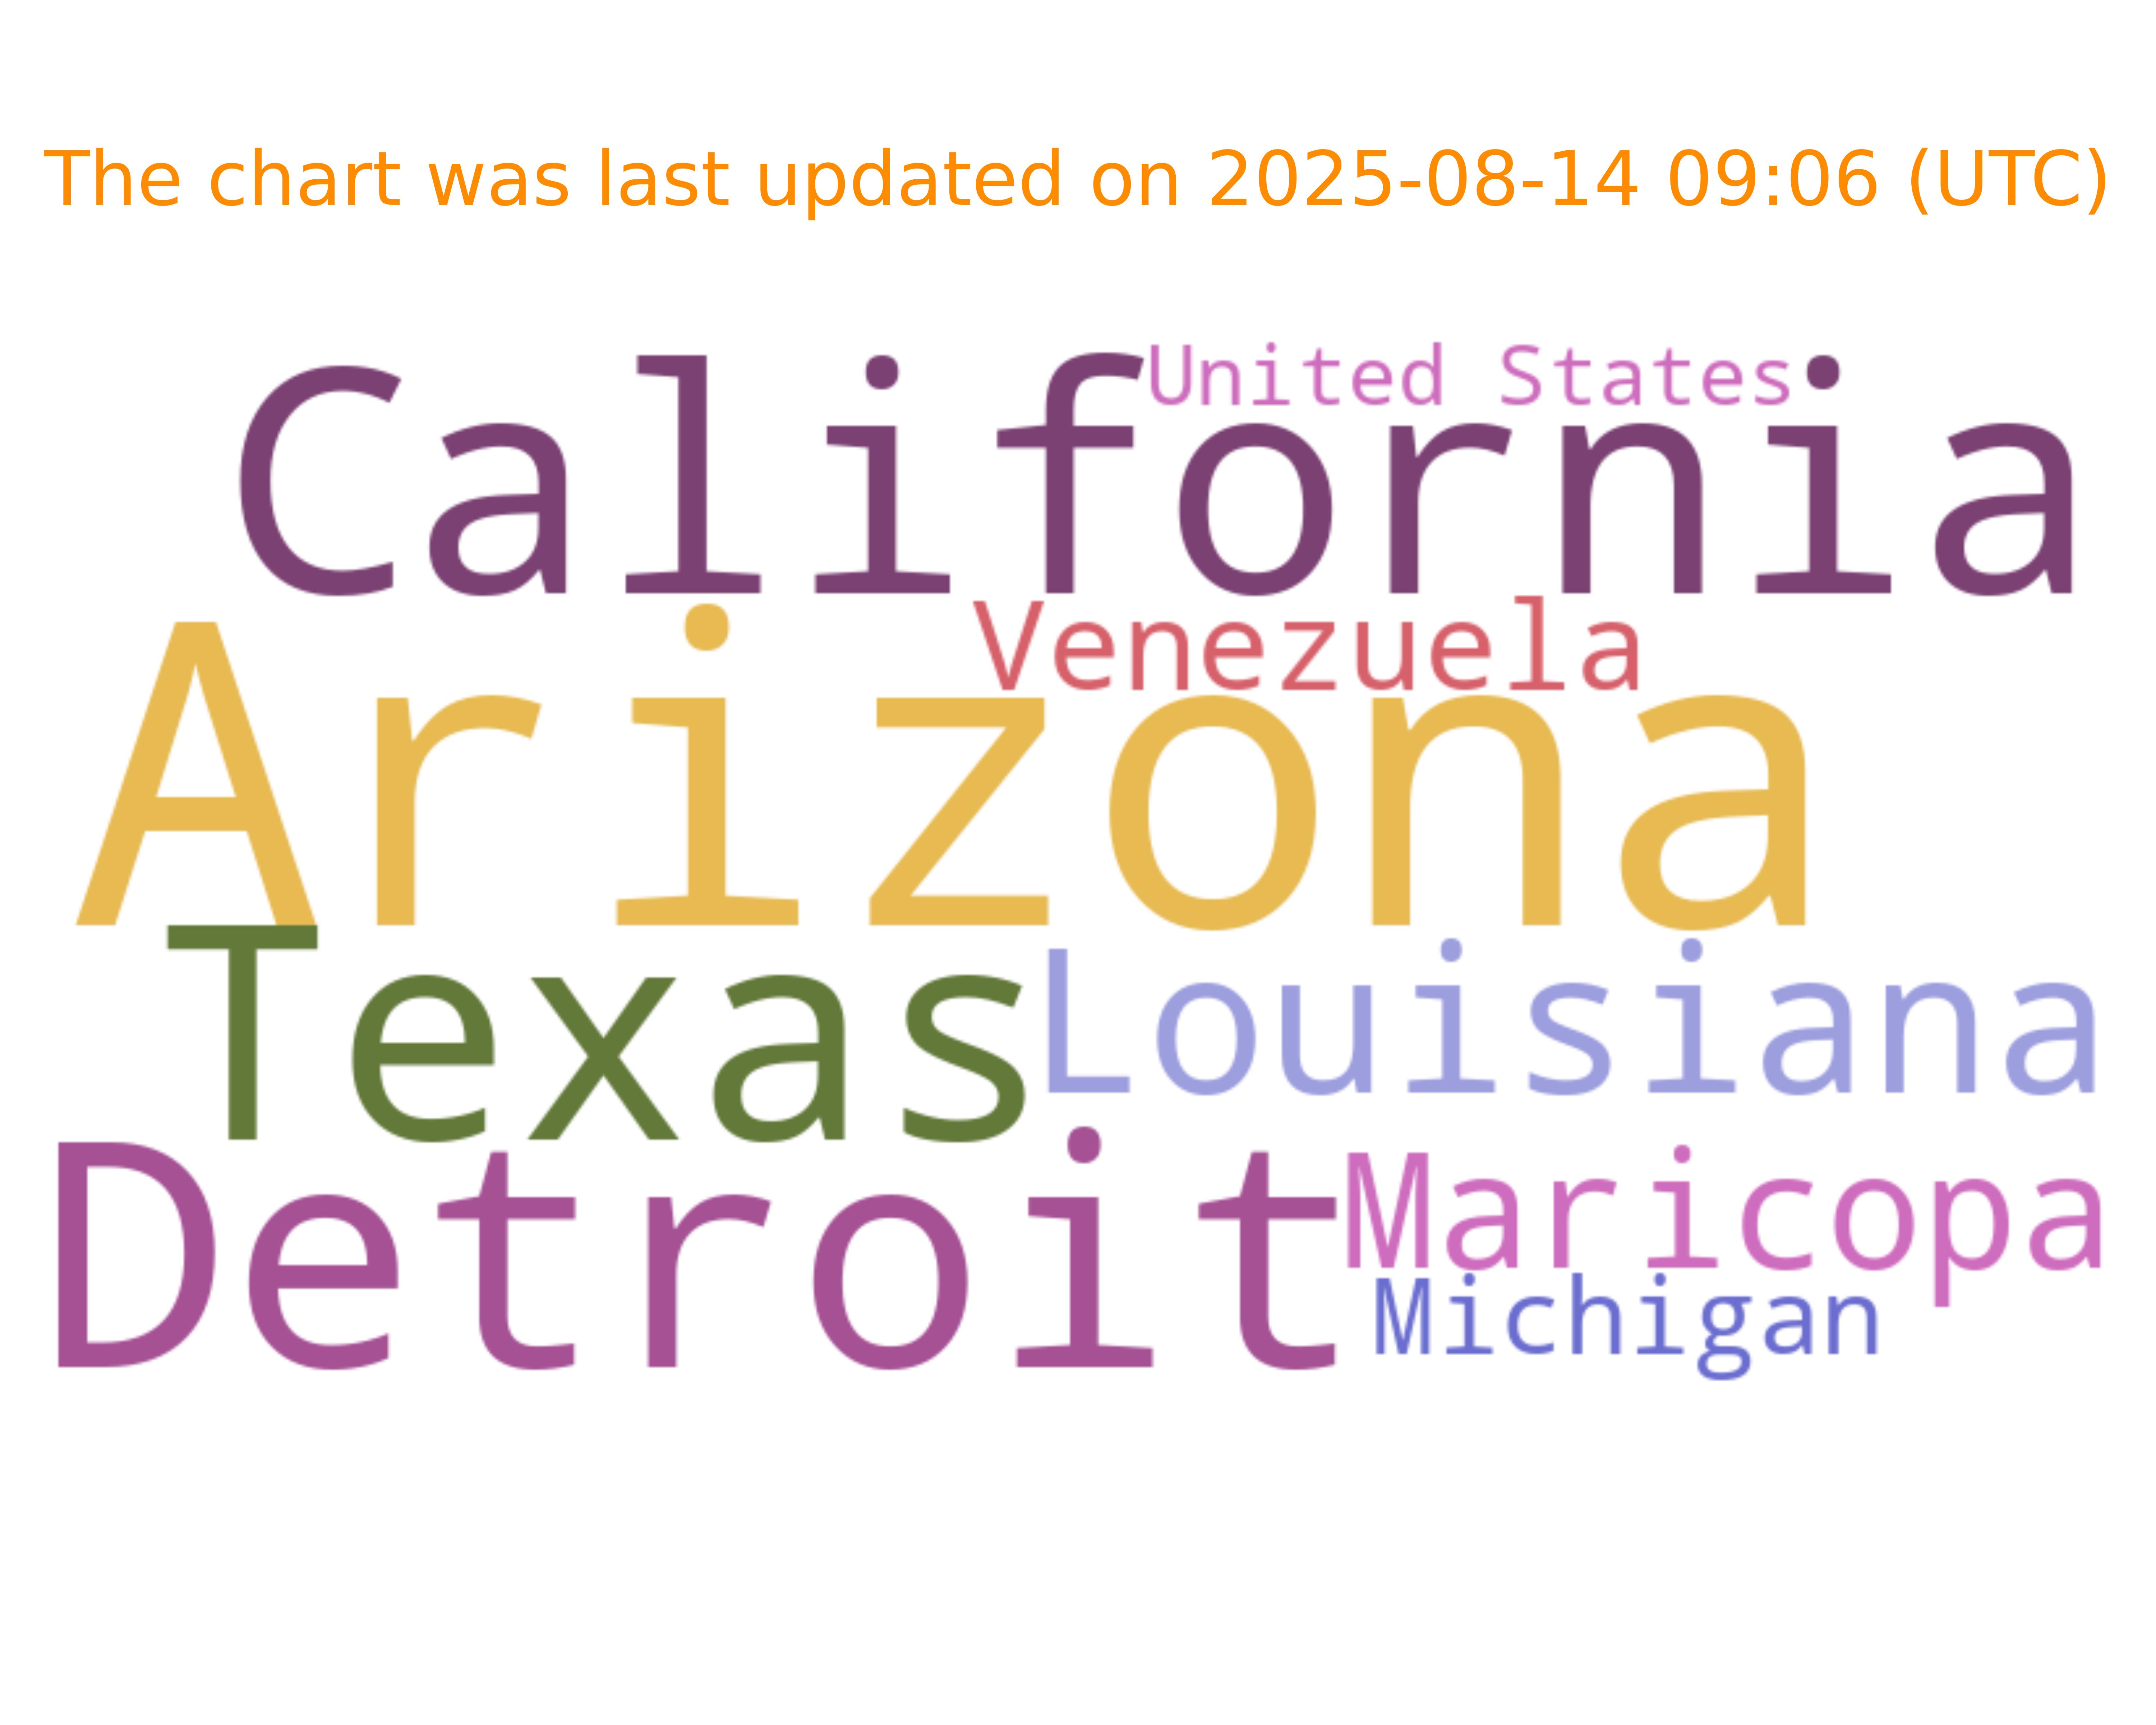 The chart was last updated on 2025-08-14 09:06 (UTC)
United States
California
Venezuela
Arizona
Texas
Louisiana
Detroit
Maricopa
Michigan